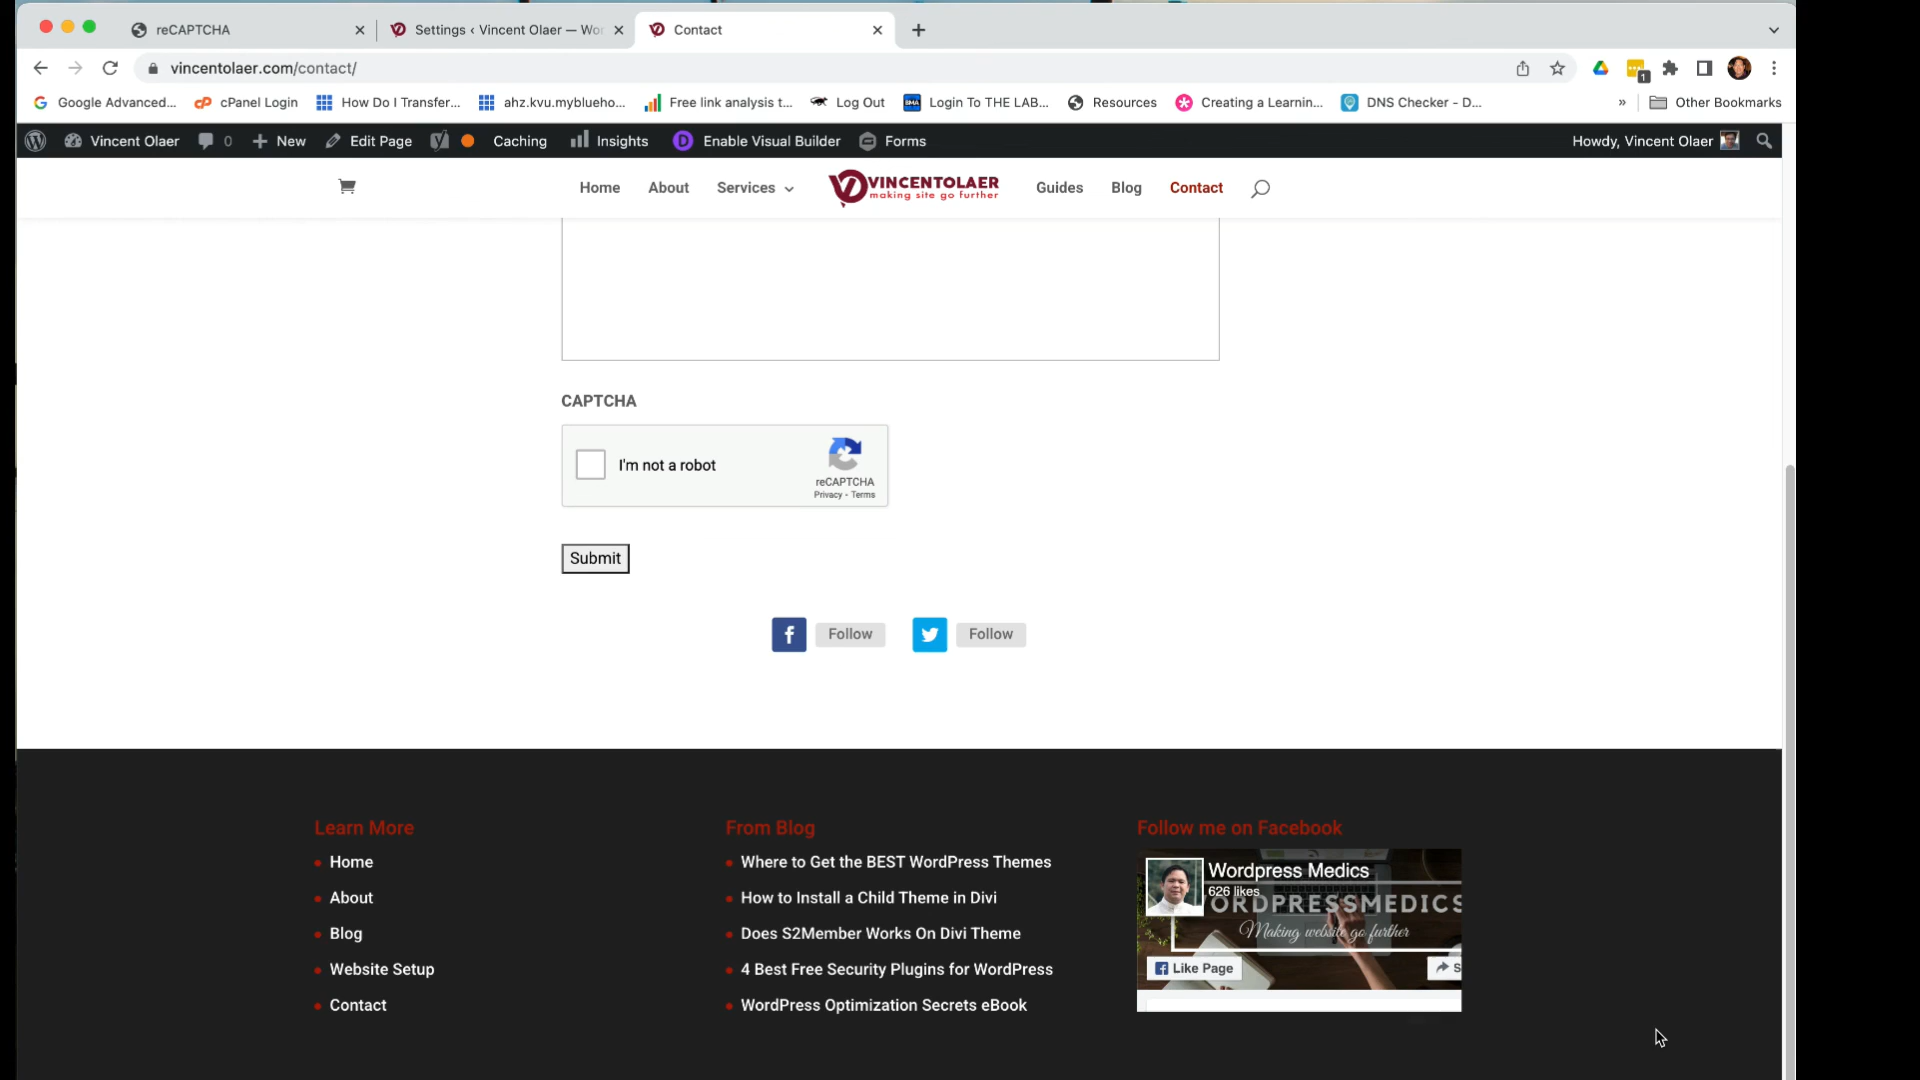 reCAPTCHA
Settings ‹ Vincent Olaer — Wor
Contact
vincentolaer.com/contact/
1
Google Advanced...
cPanel Login
How Do I Transfer...
ahz.kvu.myblueho...
Free link analysis t...
Log Out
Login To THE LAB...
Resources
Creating a Learnin...
DNS Checker - D...
»
Other Bookmarks
Vincent Olaer
0
New
Edit Page
Caching
Insights
Enable Visual Builder
Forms
Howdy, Vincent Olaer
Home
About
Services
VINCENTOLAER
making site go further
Guides
Blog
Contact
CAPTCHA
I'm not a robot
reCAPTCHA
Privacy - Terms
Submit
Follow
Follow
Learn More
Home
About
Blog
Website Setup
Contact
From Blog
Where to Get the BEST WordPress Themes
How to Install a Child Theme in Divi
Does S2Member Works On Divi Theme
4 Best Free Security Plugins for WordPress
WordPress Optimization Secrets eBook
Follow me on Facebook
Wordpress Medics
626 likes
ORDPRESSMEDICS
Making website go further
Like Page
S